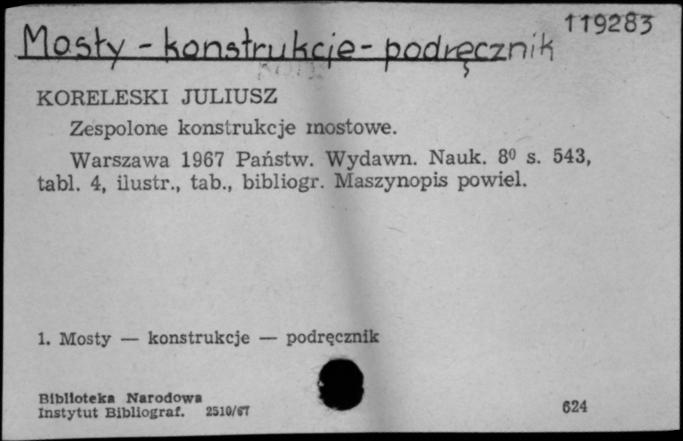 119283
Mosty - konstrukcje - podręcznik
KORELESKI JULIUSZ
Zespolone konstrukcje mostowe.
Warszawa 1967 Państw. Wydawn. Nauk. 8⁰ s. 543,
tabl. 4, ilustr., tab., bibliogr. Maszynopis powiel.
1. Mosty — konstrukcje — podręcznik
Biblioteka Narodowa
Instytut Bibliograf. 2510/67
624